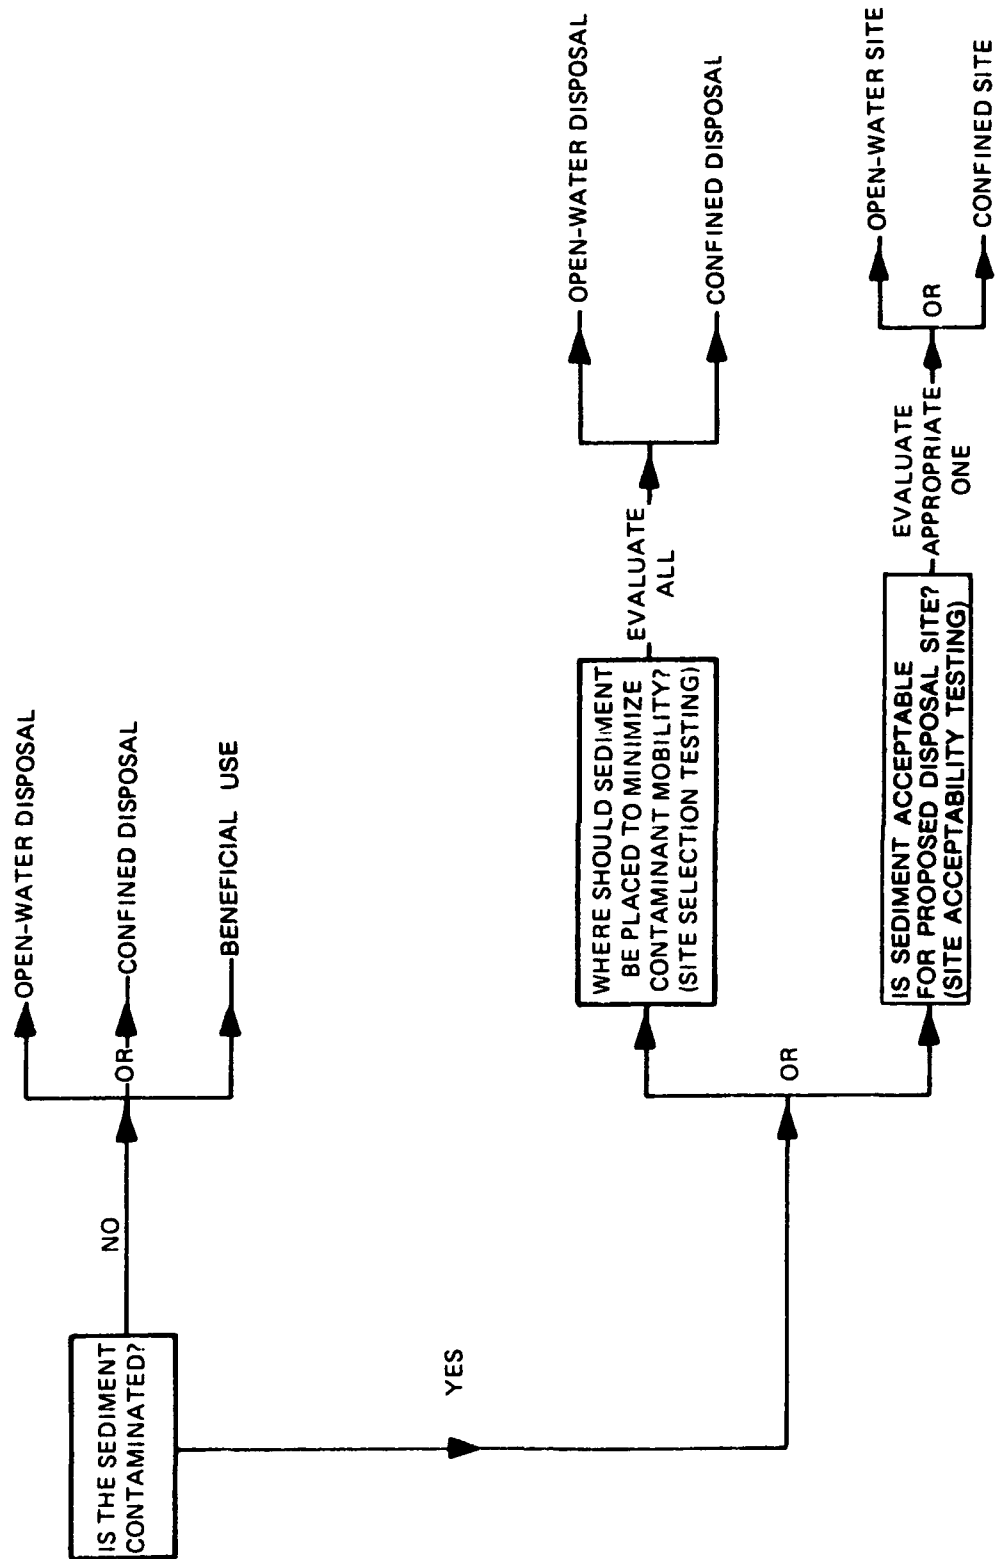 IS THE SEDIMENT
CONTAMINATED?
NO
OR
OPEN-WATER DISPOSAL
CONFINED DISPOSAL
BENEFICIAL USE
YES
OR
WHERE SHOULD SEDIMENT
BE PLACED TO MINIMIZE
CONTAMINANT MOBILITY?
(SITE SELECTION TESTING)
EVALUATE
ALL
OPEN-WATER DISPOSAL
CONFINED DISPOSAL
IS SEDIMENT ACCEPTABLE
FOR PROPOSED DISPOSAL SITE?
(SITE ACCEPTABILITY TESTING)
EVALUATE
APPROPRIATE
ONE
OR
OPEN-WATER SITE
CONFINED SITE